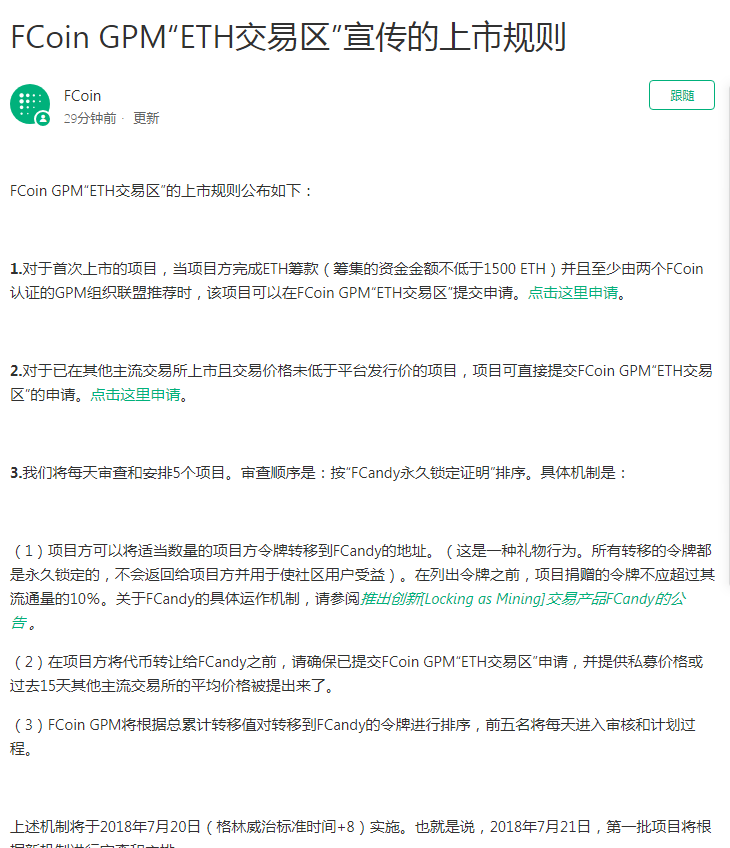 FCoin GPM“ETH交易区”宣传的上市规则
FCoin
跟随
29分钟前 · 更新
FCoin GPM“ETH交易区”的上市规则公布如下：
1.对于首次上市的项目，当项目方完成ETH筹款（筹集的资金金额不低于1500 ETH）并且至少由两个FCoin
认证的GPM组织联盟推荐时，该项目可以在FCoin GPM“ETH交易区”提交申请。点击这里申请。
2.对于已在其他主流交易所上市且交易价格未低于平台发行价的项目，项目可直接提交FCoin GPM“ETH交易
区”的申请。点击这里申请。
3.我们将每天审查和安排5个项目。审查顺序是：按“FCandy永久锁定证明”排序。具体机制是：
（1）项目方可以将适当数量的项目方令牌转移到FCandy的地址。（这是一种礼物行为。所有转移的令牌都
是永久锁定的，不会返回给项目方并用于使社区用户受益）。在列出令牌之前，项目捐赠的令牌不应超过其
流通量的10%。关于FCandy的具体运作机制，请参阅推出创新[Locking as Mining]交易产品FCandy的公
告 。
（2）在项目方将代币转让给FCandy之前，请确保已提交FCoin GPM“ETH交易区”申请，并提供私募价格或
过去15天其他主流交易所的平均价格被提出来了。
（3）FCoin GPM将根据总累计转移值对转移到FCandy的令牌进行排序，前五名将每天进入审核和计划过
程。
上述机制将于2018年7月20日（格林威治标准时间+8）实施。也就是说，2018年7月21日，第一批项目将根
据新机制进行审查和安排